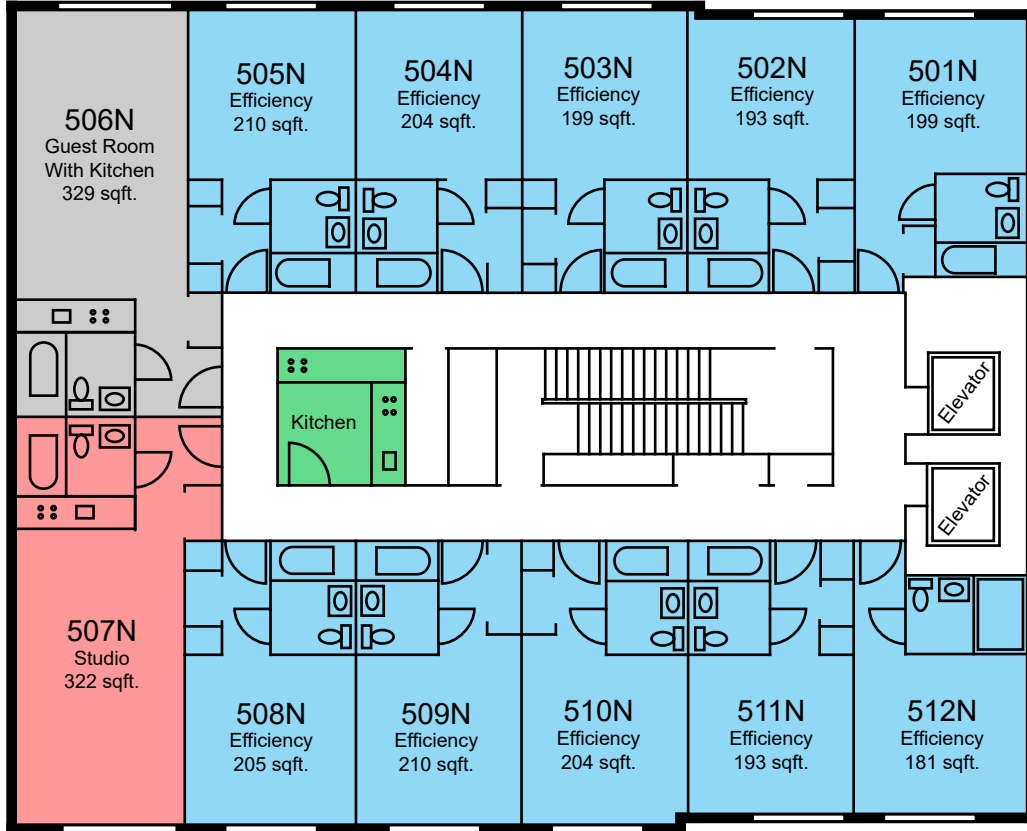 505N
Efficiency
210 sqft.
504N
Efficiency
204 sqft.
503N
Efficiency
199 sqft.
502N
Efficiency
193 sqft.
501N
Efficiency
199 sqft.
506N
Guest Room
With Kitchen
329 sqft.
Kitchen
Elevator
Elevator
507N
Studio
322 sqft.
508N
Efficiency
205 sqft.
509N
Efficiency
210 sqft.
510N
Efficiency
204 sqft.
511N
Efficiency
193 sqft.
512N
Efficiency
181 sqft.